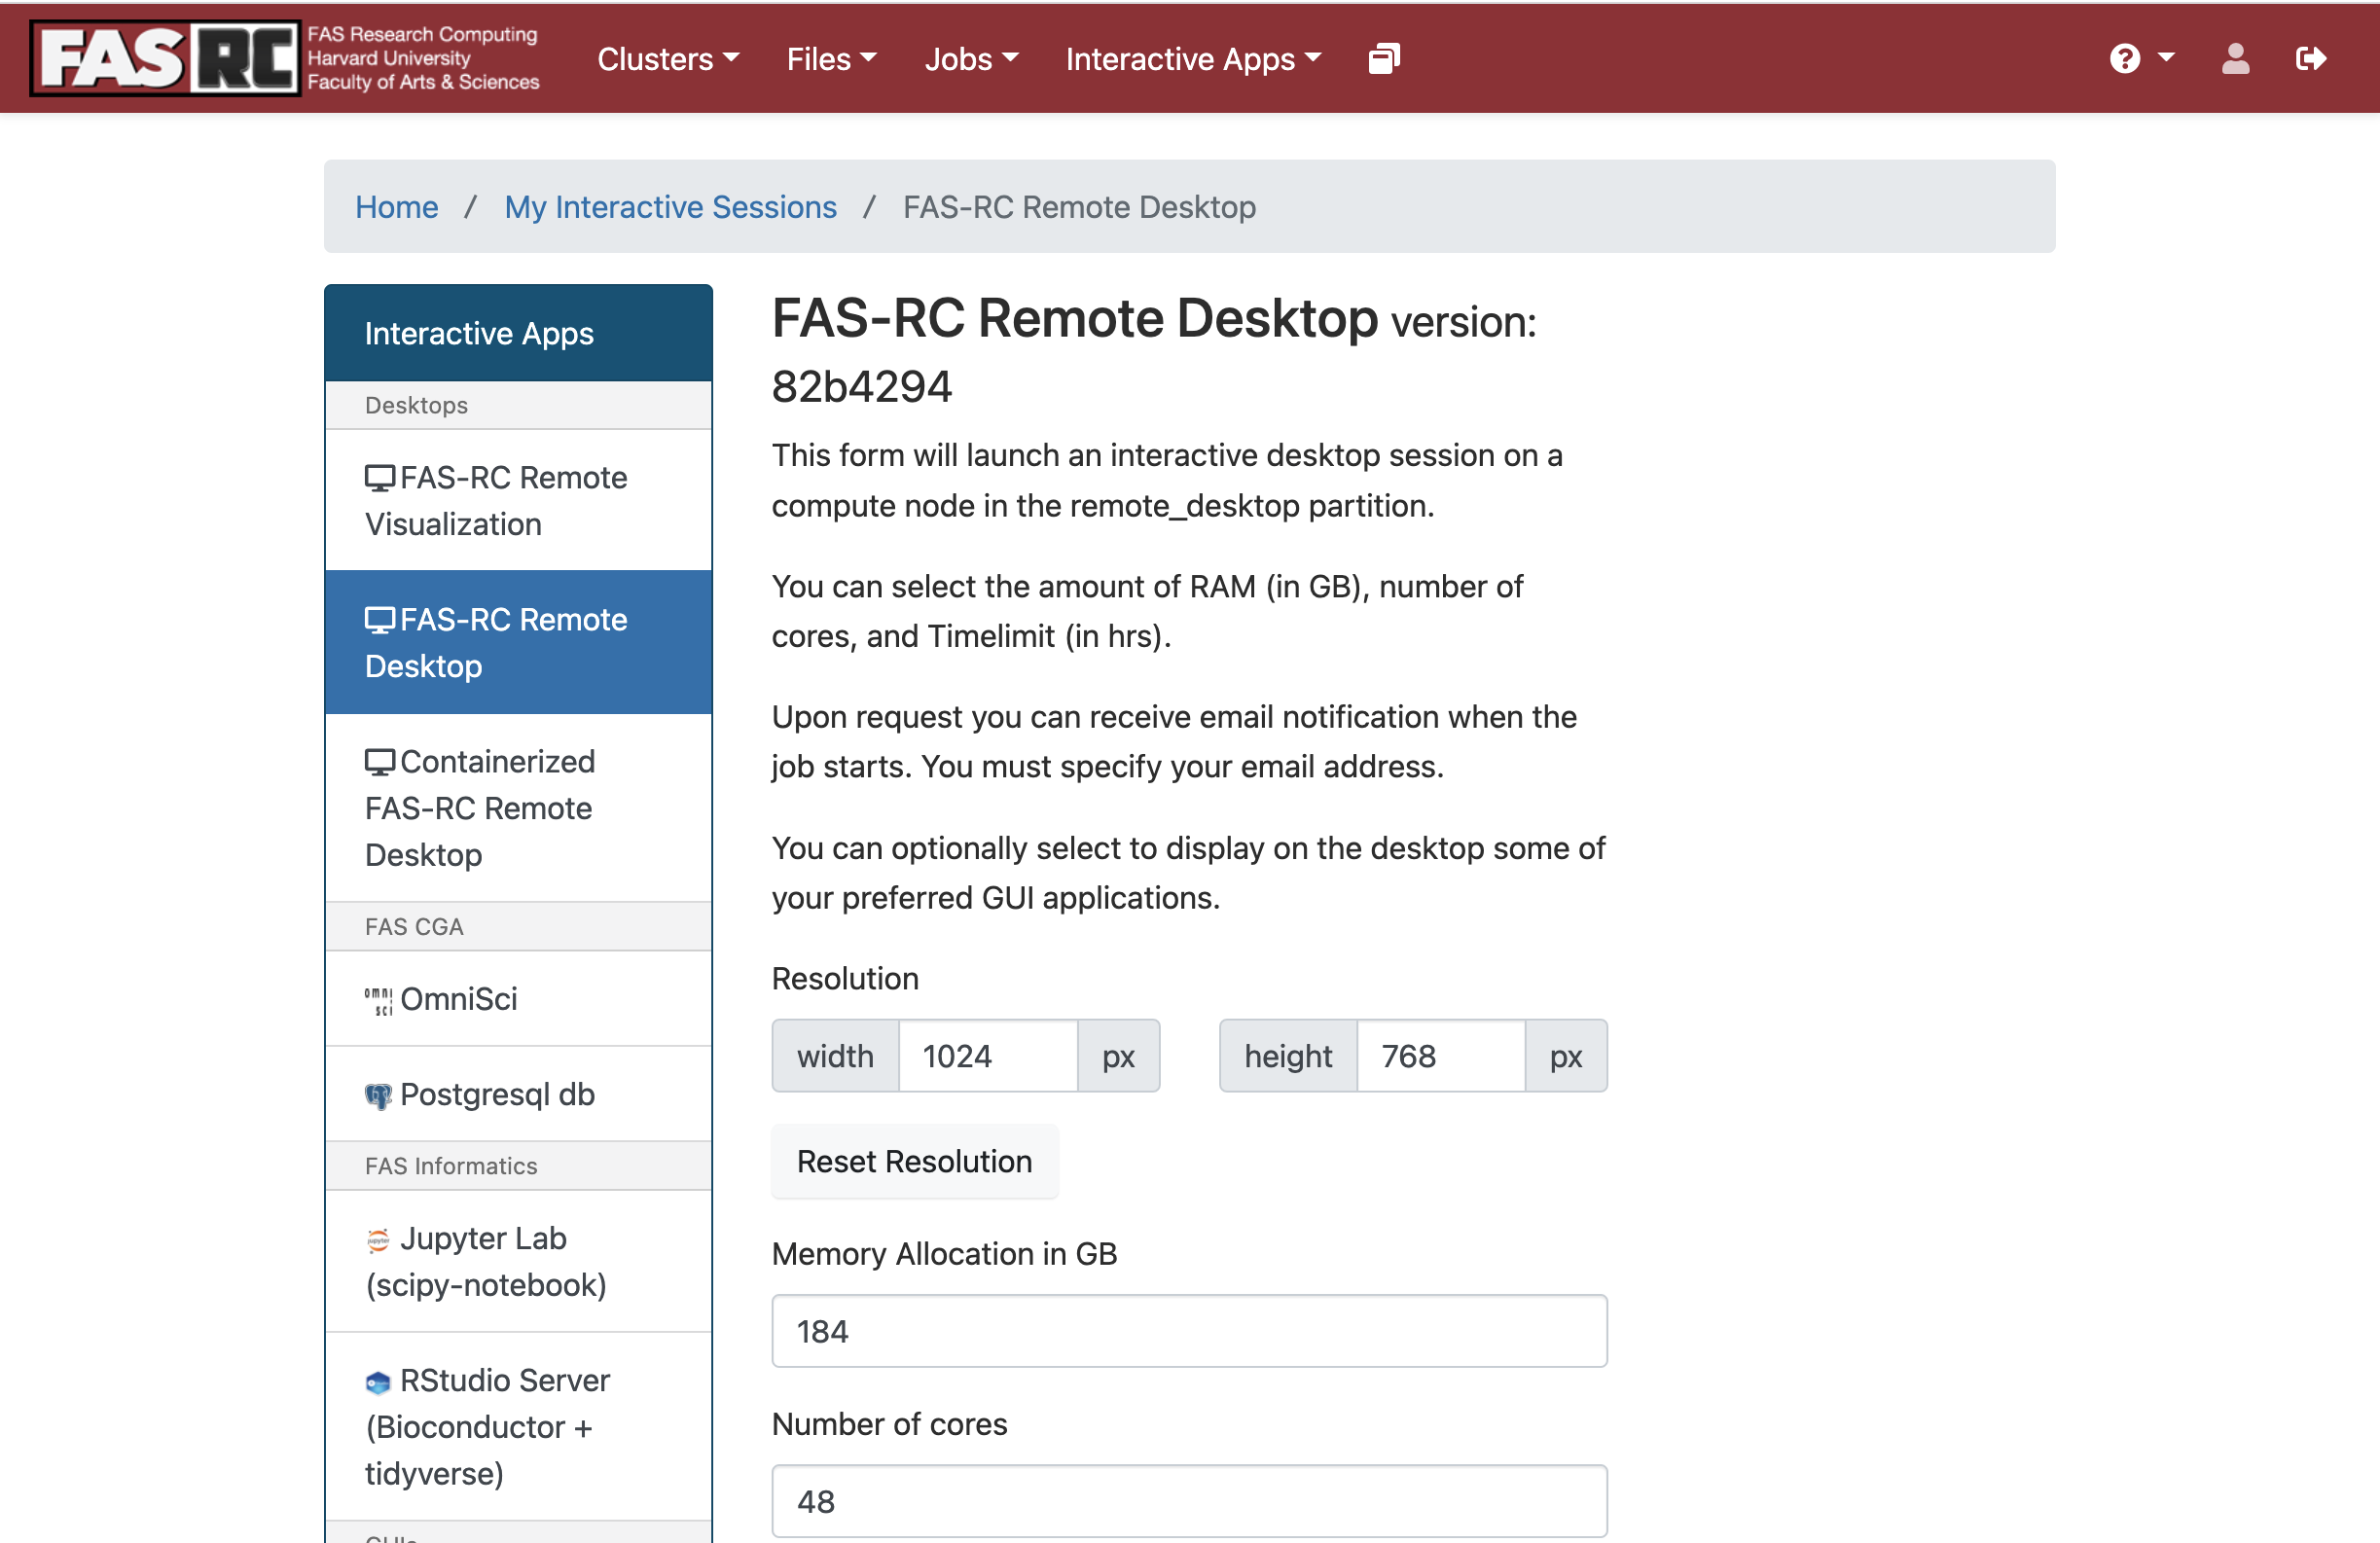 FAS RC
FAS Research Computing
Harvard University
Faculty of Arts & Sciences
Clusters
Files
Jobs
Interactive Apps
Home / My Interactive Sessions / FAS-RC Remote Desktop
Interactive Apps
Desktops
FAS-RC Remote
Visualization
FAS-RC Remote
Desktop
Containerized
FAS-RC Remote
Desktop
FAS CGA
OmniSci
Postgresql db
FAS Informatics
Jupyter Lab
(scipy-notebook)
RStudio Server
(Bioconductor +
tidyverse)
FAS-RC Remote Desktop version:
82b4294
This form will launch an interactive desktop session on a
compute node in the remote_desktop partition.
You can select the amount of RAM (in GB), number of
cores, and Timelimit (in hrs).
Upon request you can receive email notification when the
job starts. You must specify your email address.
You can optionally select to display on the desktop some of
your preferred GUI applications.
Resolution
width 1024 px height 768 px
Reset Resolution
Memory Allocation in GB
184
Number of cores
48